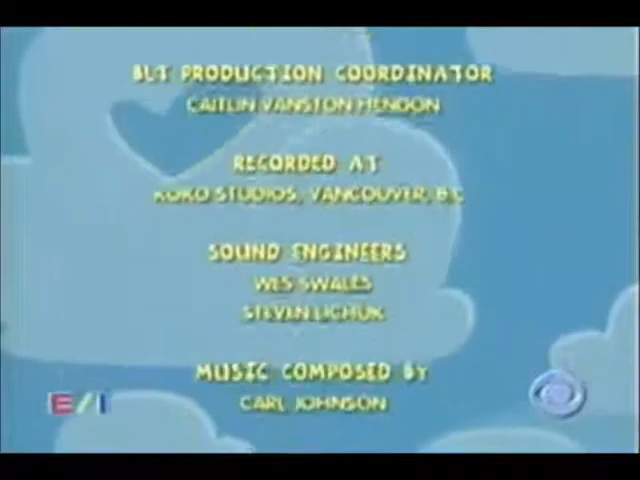 BLT PRODUCTION COORDINATOR
CAITLIN VANSTON HENDON
RECORDED AT
KOKO STUDIOS, VANCOUVER, B.C.
SOUND ENGINEERS
WES SWALES
STEVEN LICHUK
MUSIC COMPOSED BY
CARL JOHNSON
E/I